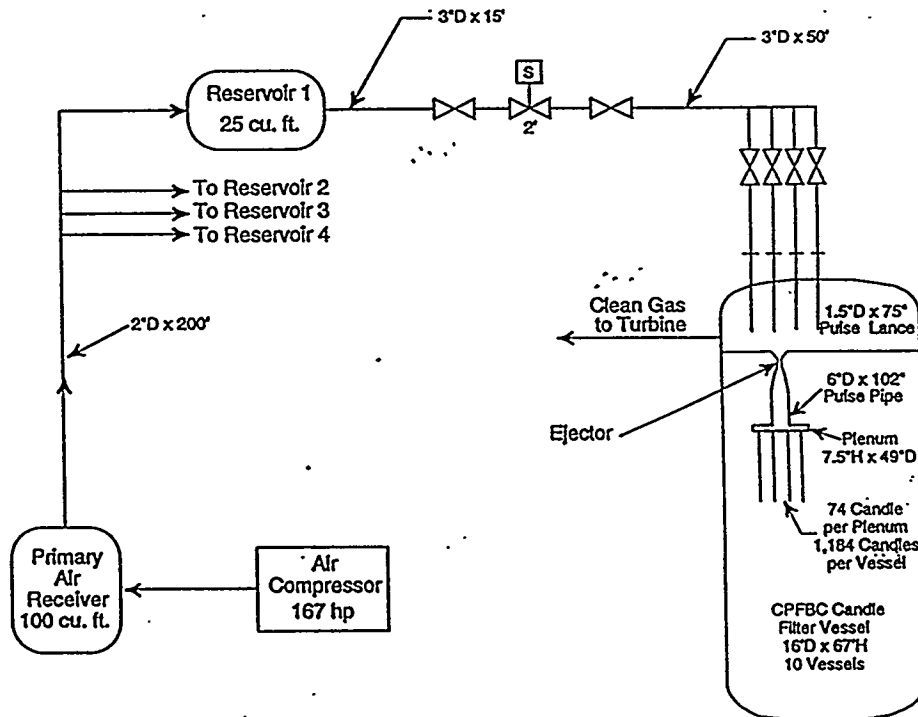 3"D x 15'
3"D x 50'
S
Reservoir 1
25 cu. ft.
2"
To Reservoir 2
To Reservoir 3
To Reservoir 4
2"D x 200'
Clean Gas
to Turbine
1.5"D x 75"
Pulse Lance
6"D x 102"
Pulse Pipe
Ejector
Plenum
7.5"H x 49"D
74 Candle
per Plenum
1,184 Candles
per Vessel
Primary
Air
Receiver
100 cu. ft.
Air
Compressor
167 hp
CPFBC Candle
Filter Vessel
16'D x 67'H
10 Vessels